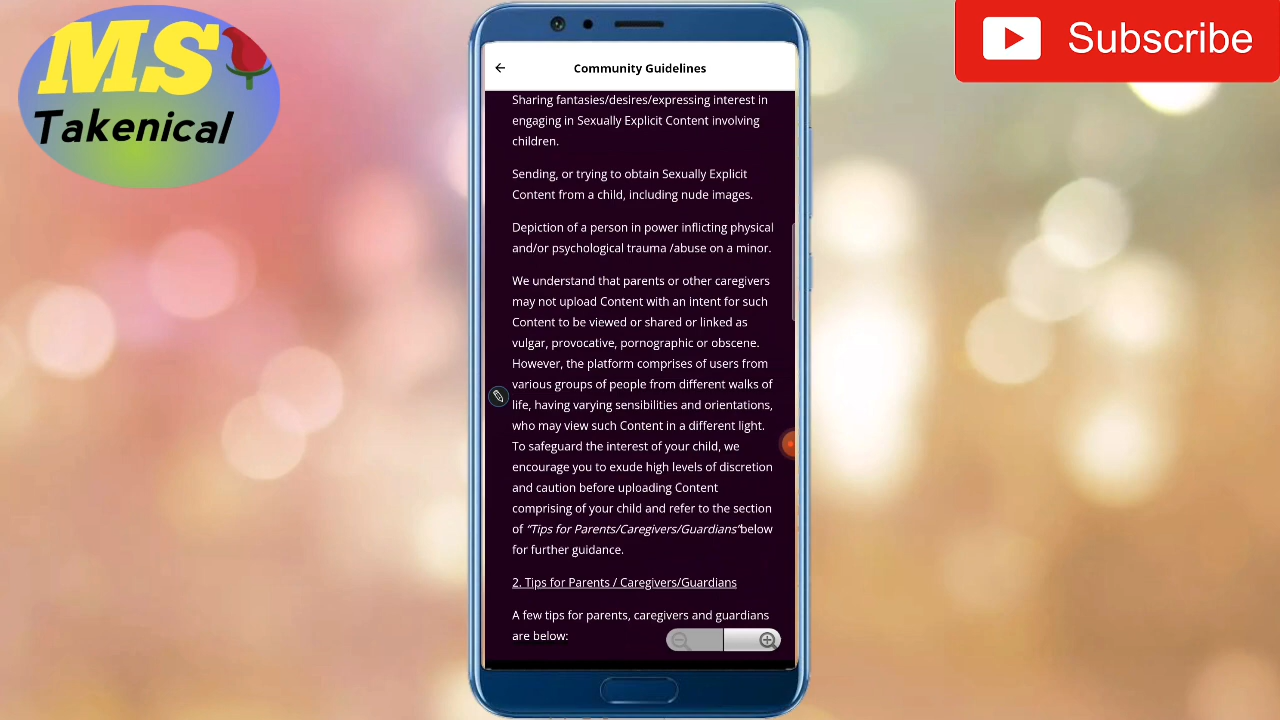 MS
Takenical
Subscribe
Community Guidelines
Sharing fantasies/desires/expressing interest in
engaging in Sexually Explicit Content involving
children.
Sending, or trying to obtain Sexually Explicit
Content from a child, including nude images.
Depiction of a person in power inflicting physical
and/or psychological trauma /abuse on a minor.
We understand that parents or other caregivers
may not upload Content with an intent for such
Content to be viewed or shared or linked as
vulgar, provocative, pornographic or obscene.
However, the platform comprises of users from
various groups of people from different walks of
life, having varying sensibilities and orientations,
who may view such Content in a different light.
To safeguard the interest of your child, we
encourage you to exude high levels of discretion
and caution before uploading Content
comprising of your child and refer to the section
of “Tips for Parents/Caregivers/Guardians”below
for further guidance.
2. Tips for Parents / Caregivers/Guardians
A few tips for parents, caregivers and guardians
are below: